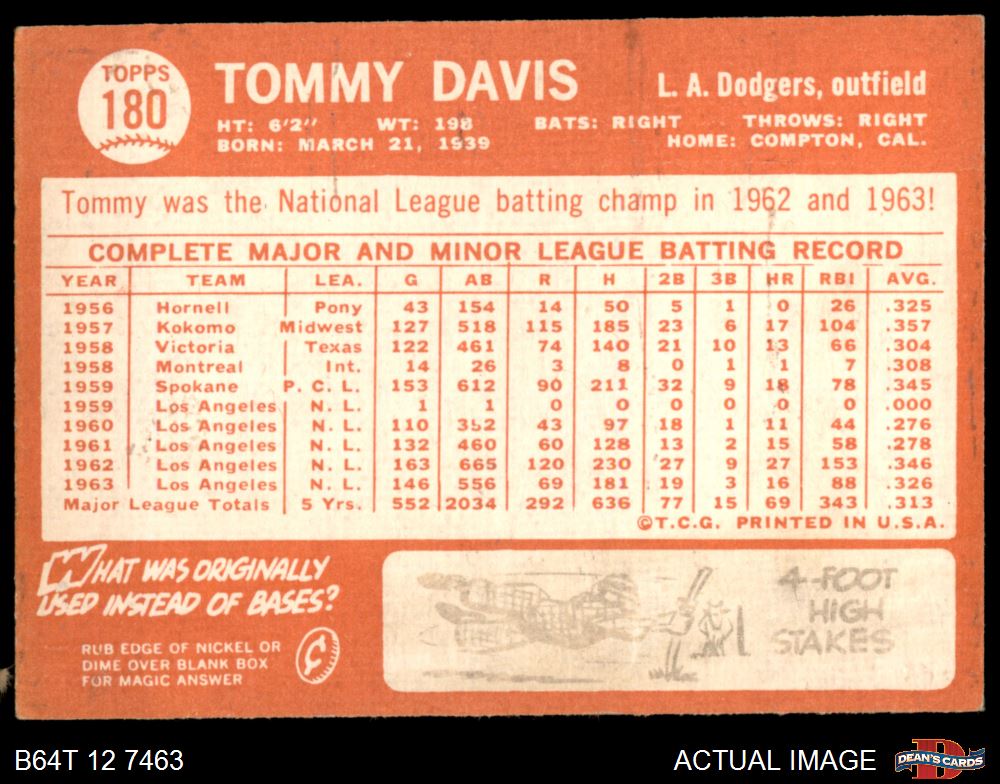 TOPPS
180
TOMMY DAVIS
L. A. Dodgers, outfield
HT: 6'2" WT: 198 BATS: RIGHT THROWS: RIGHT
BORN: MARCH 21, 1939 HOME: COMPTON, CAL.
Tommy was the National League batting champ in 1962 and 1963!
COMPLETE MAJOR AND MINOR LEAGUE BATTING RECORD
YEAR TEAM LEA. G AB R H 2B 3B HR RBI AVG.
1956 Hornell Pony 43 154 14 50 5 1 0 26 .325
1957 Kokomo Midwest 127 518 115 185 23 6 17 104 .357
1958 Victoria Texas 122 461 74 140 21 10 13 66 .304
1958 Montreal Int. 14 26 3 8 0 1 1 7 .308
1959 Spokane P. C. L. 153 612 90 211 32 9 18 78 .345
1959 Los Angeles N. L. 1 1 0 0 0 0 0 0 .000
1960 Los Angeles N. L. 110 352 43 97 18 1 11 44 .276
1961 Los Angeles N. L. 132 460 60 128 13 2 15 58 .278
1962 Los Angeles N. L. 163 665 120 230 27 9 27 153 .346
1963 Los Angeles N. L. 146 556 69 181 19 3 16 88 .326
Major League Totals 5 Yrs. 552 2034 292 636 77 15 69 343 .313
©T.C.G. PRINTED IN U.S.A.
WHAT WAS ORIGINALLY
USED INSTEAD OF BASES?
RUB EDGE OF NICKEL OR
DIME OVER BLANK BOX
FOR MAGIC ANSWER
¢
4-FOOT
HIGH
STAKES
B64T 12 7463
ACTUAL IMAGE
D
DEAN'S CARDS